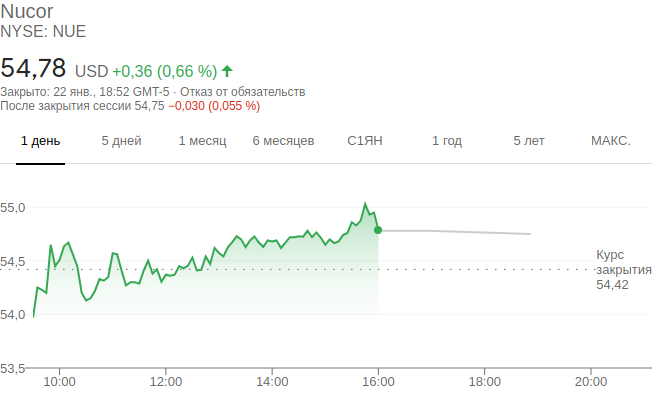 Nucor
NYSE: NUE
54,78 USD +0,36 (0,66 %)
Закрыто: 22 янв., 18:52 GMT-5 · Отказ от обязательств
После закрытия сессии 54,75 −0,030 (0,055 %)
1 день 5 дней 1 месяц 6 месяцев С1ЯН 1 год 5 лет МАКС.
55,0
54,5
54,0
53,5
Курс
закрытия
54,42
10:00 12:00 14:00 16:00 18:00 20:00